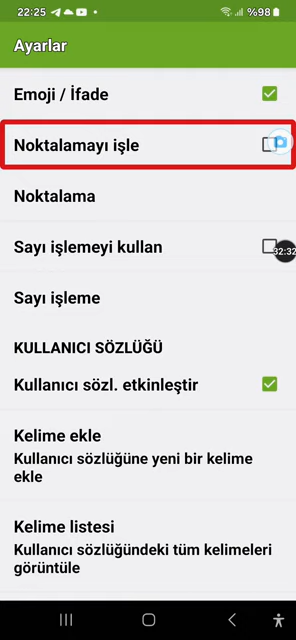 22:25
%98
Ayarlar
Emoji / İfade
Noktalamayı işle
Noktalama
Sayı işlemeyi kullan
32:32
Sayı işleme
KULLANICI SÖZLÜĞÜ
Kullanıcı sözl. etkinleştir
Kelime ekle
Kullanıcı sözlüğüne yeni bir kelime
ekle
Kelime listesi
Kullanıcı sözlüğündeki tüm kelimeleri
görüntüle